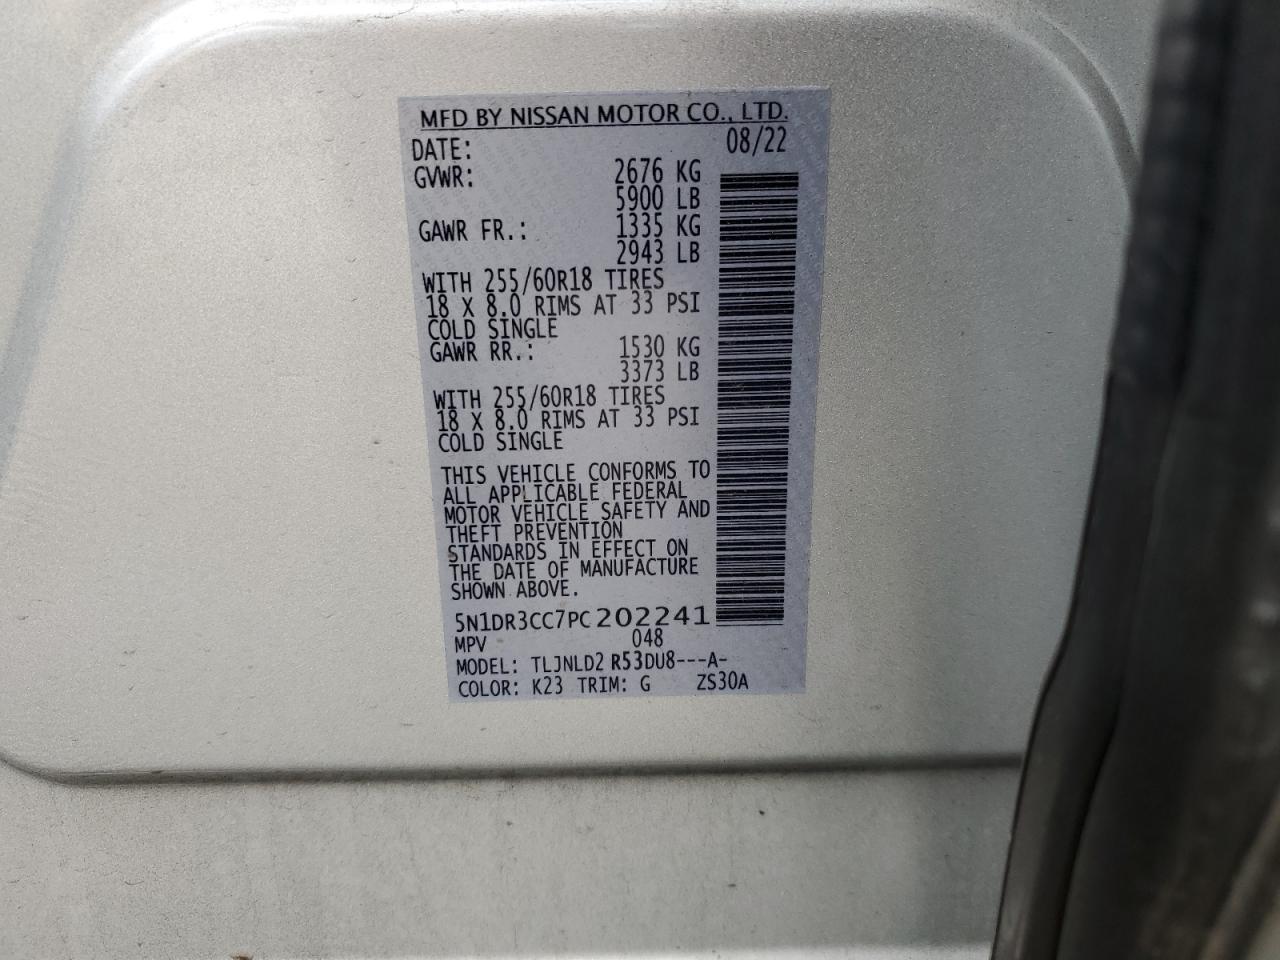 MFD BY NISSAN MOTOR CO., LTD.
DATE: 08/22
GVWR: 2676 KG
5900 LB
GAWR FR.: 1335 KG
2943 LB
WITH 255/60R18 TIRES
18 X 8.0 RIMS AT 33 PSI
COLD SINGLE
GAWR RR.: 1530 KG
3373 LB
WITH 255/60R18 TIRES
18 X 8.0 RIMS AT 33 PSI
COLD SINGLE
THIS VEHICLE CONFORMS TO
ALL APPLICABLE FEDERAL
MOTOR VEHICLE SAFETY AND
THEFT PREVENTION
STANDARDS IN EFFECT ON
THE DATE OF MANUFACTURE
SHOWN ABOVE.
5N1DR3CC7PC202241
MPV 048
MODEL: TLJNLD2 R53DU8---A-
COLOR: K23 TRIM: G ZS30A